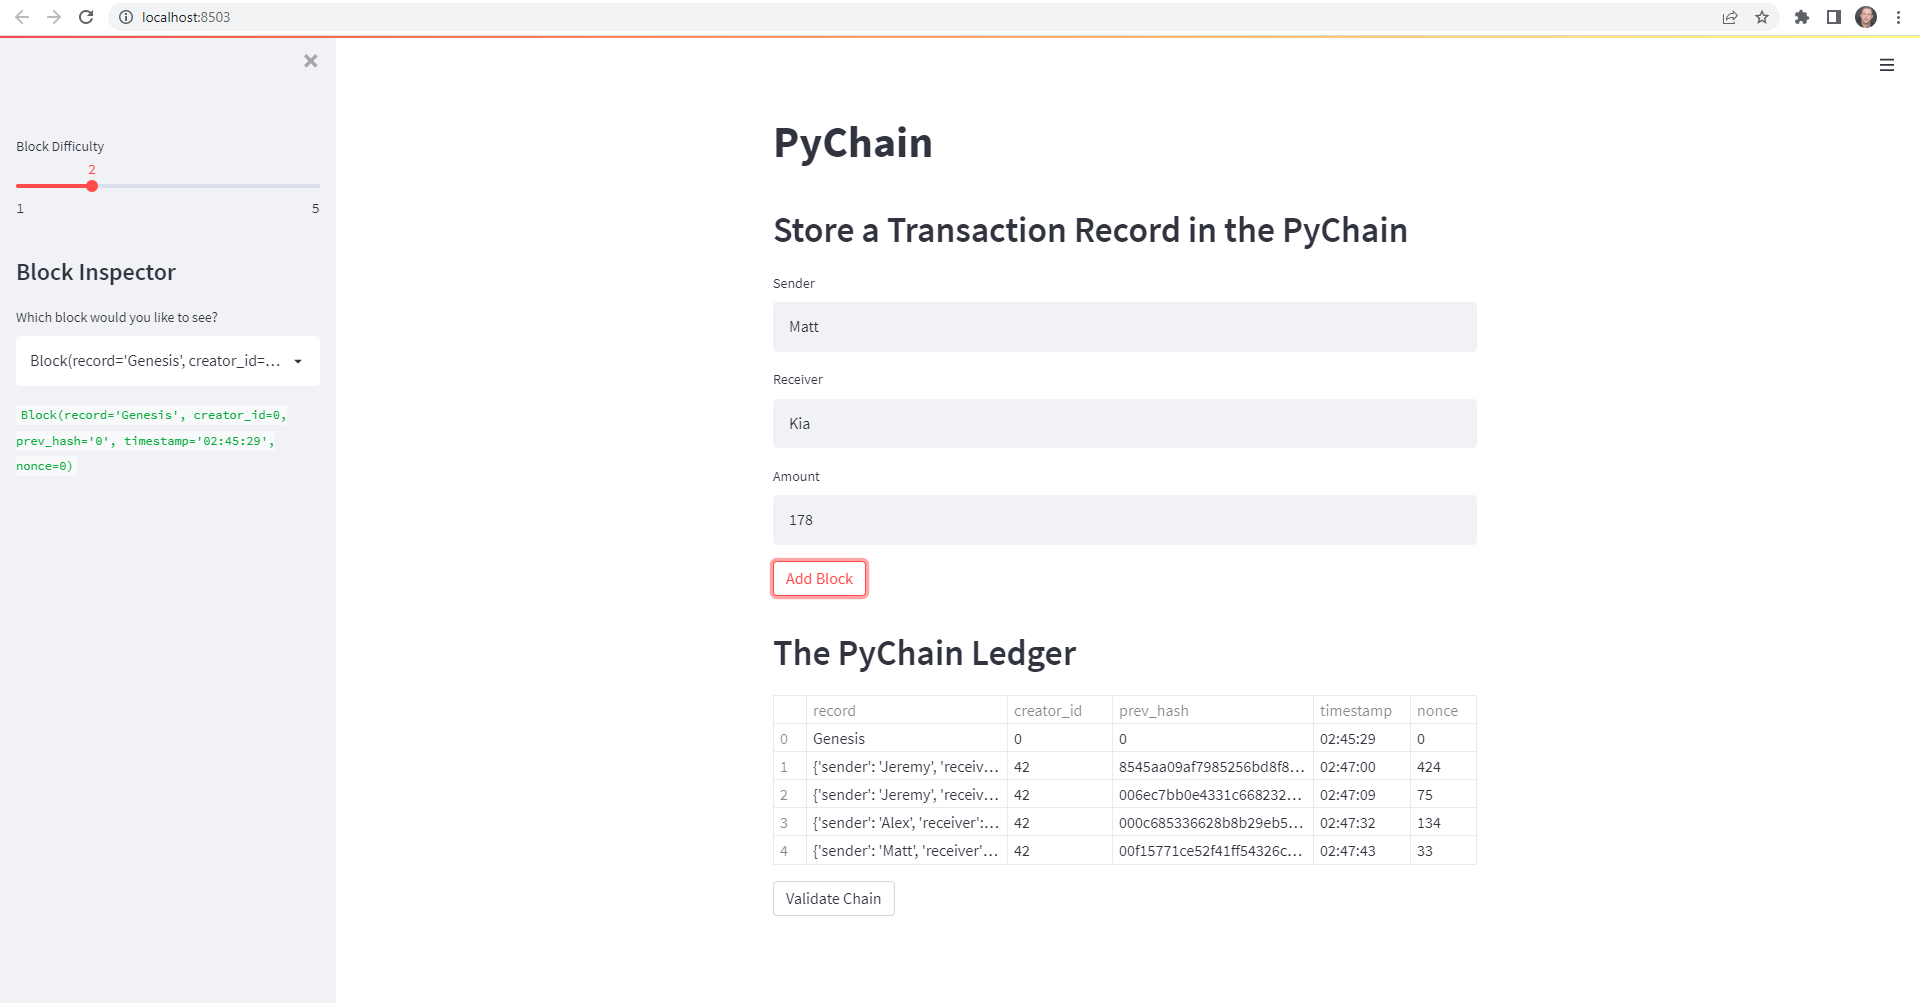 localhost:8503
Block Difficulty
2
1 5
Block Inspector
Which block would you like to see?
Block(record='Genesis', creator_id=...
Block(record='Genesis', creator_id=0,
prev_hash='0', timestamp='02:45:29',
nonce=0)
PyChain
Store a Transaction Record in the PyChain
Sender
Matt
Receiver
Kia
Amount
178
Add Block
The PyChain Ledger
record creator_id prev_hash timestamp nonce
0 Genesis 0 0 02:45:29 0
1 {'sender': 'Jeremy', 'receiv... 42 8545aa09af7985256bd8f8... 02:47:00 424
2 {'sender': 'Jeremy', 'receiv... 42 006ec7bb0e4331c668232... 02:47:09 75
3 {'sender': 'Alex', 'receiver':... 42 000c685336628b8b29eb5... 02:47:32 134
4 {'sender': 'Matt', 'receiver'... 42 00f15771ce52f41ff54326c... 02:47:43 33
Validate Chain